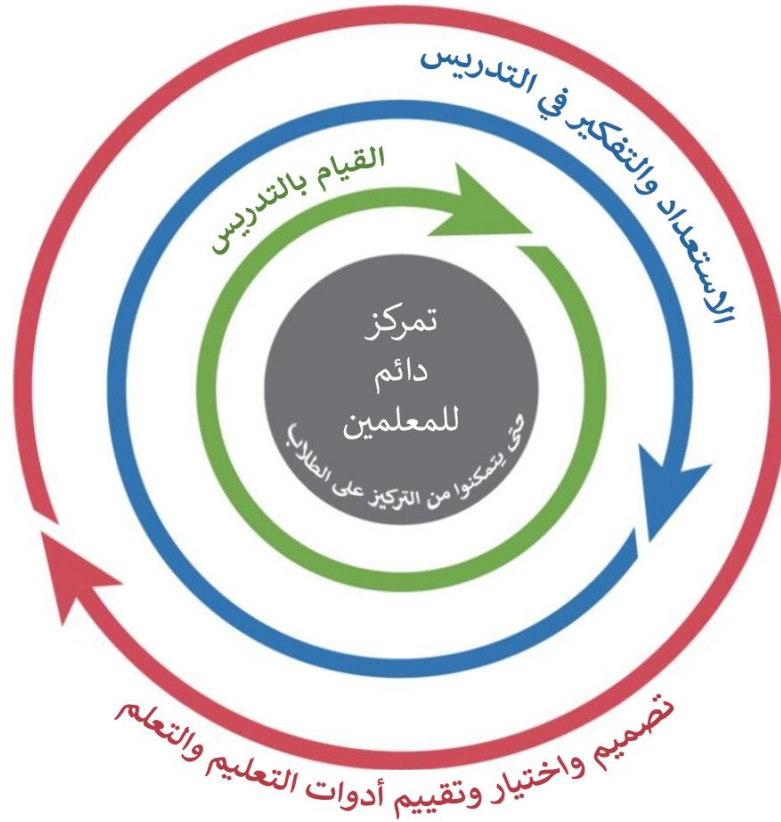 الاستعداد والتفكير في التدريس
القيام بالتدريس
تمركز
دائم
للمعلمين
حتى يتمكنوا من التركيز على الطلاب
تصميم واختيار وتقييم أدوات التعليم والتعلم